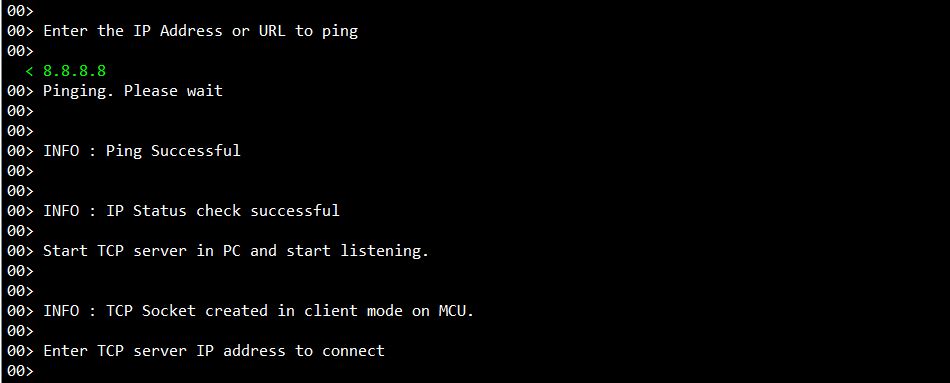 00>
00> Enter the IP Address or URL to ping
00>
< 8.8.8.8
00> Pinging. Please wait
00>
00>
00> INFO : Ping Successful
00>
00>
00> INFO : IP Status check successful
00>
00> Start TCP server in PC and start listening.
00>
00>
00> INFO : TCP Socket created in client mode on MCU.
00>
00> Enter TCP server IP address to connect
00>